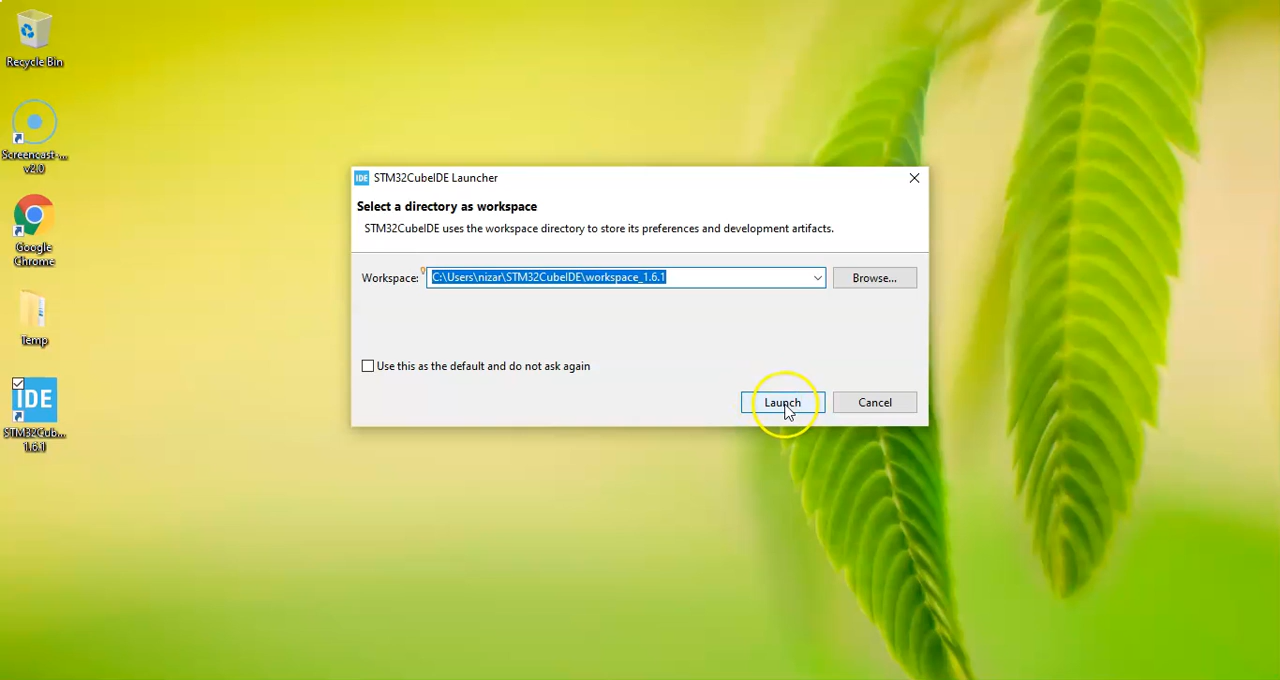 Recycle Bin
Screencast-...
v2.0
Google
Chrome
Temp
IDE
STM32Cub...
1.6.1
IDE STM32CubeIDE Launcher
Select a directory as workspace
STM32CubeIDE uses the workspace directory to store its preferences and development artifacts.
Workspace: C:\Users\nizar\STM32CubeIDE\workspace_1.6.1 Browse...
Use this as the default and do not ask again
Launch Cancel